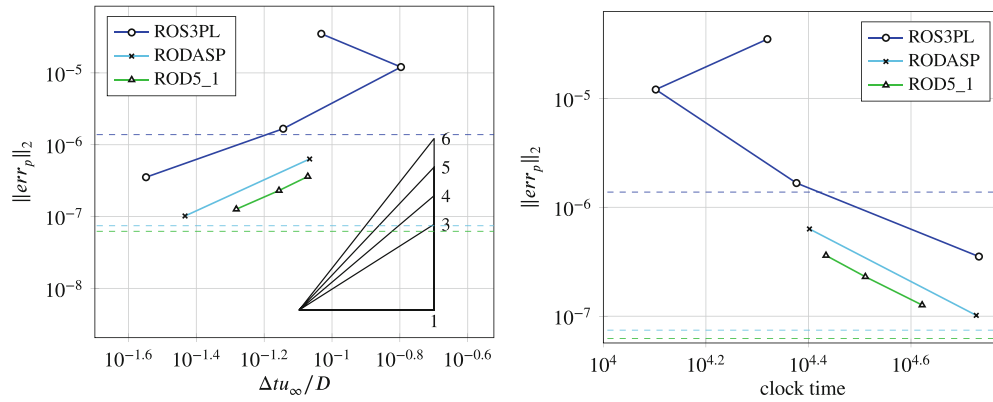 ROS3PL
RODASP
ROD5_1
10^−5
10^−6
10^−7
10^−8
||err_p||_2
6
5
4
3
1
10^−1.6
10^−1.4
10^−1.2
10^−1
10^−0.8
10^−0.6
Δtu_∞/D
ROS3PL
RODASP
ROD5_1
10^−5
10^−6
10^−7
||err_p||_2
10^4
10^4.2
10^4.4
10^4.6
clock time